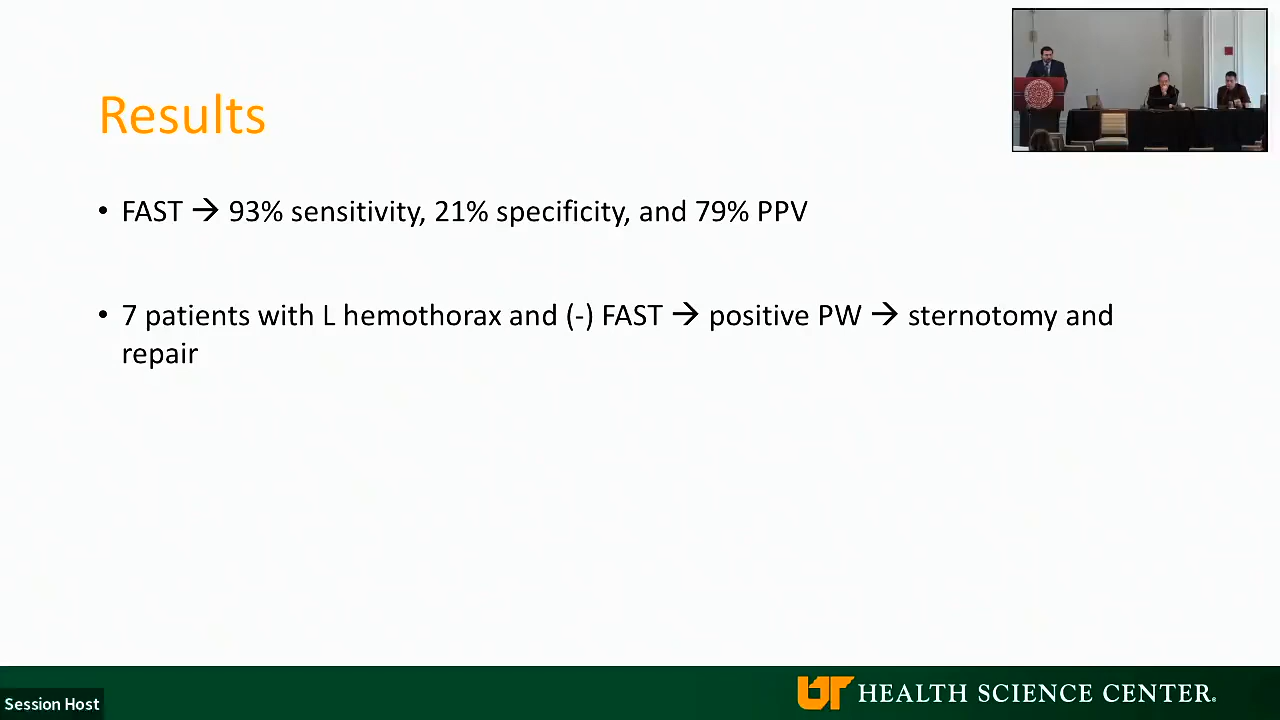 Results
• FAST → 93% sensitivity, 21% specificity, and 79% PPV
• 7 patients with L hemothorax and (-) FAST → positive PW → sternotomy and
repair
UT HEALTH SCIENCE CENTER.
Session Host